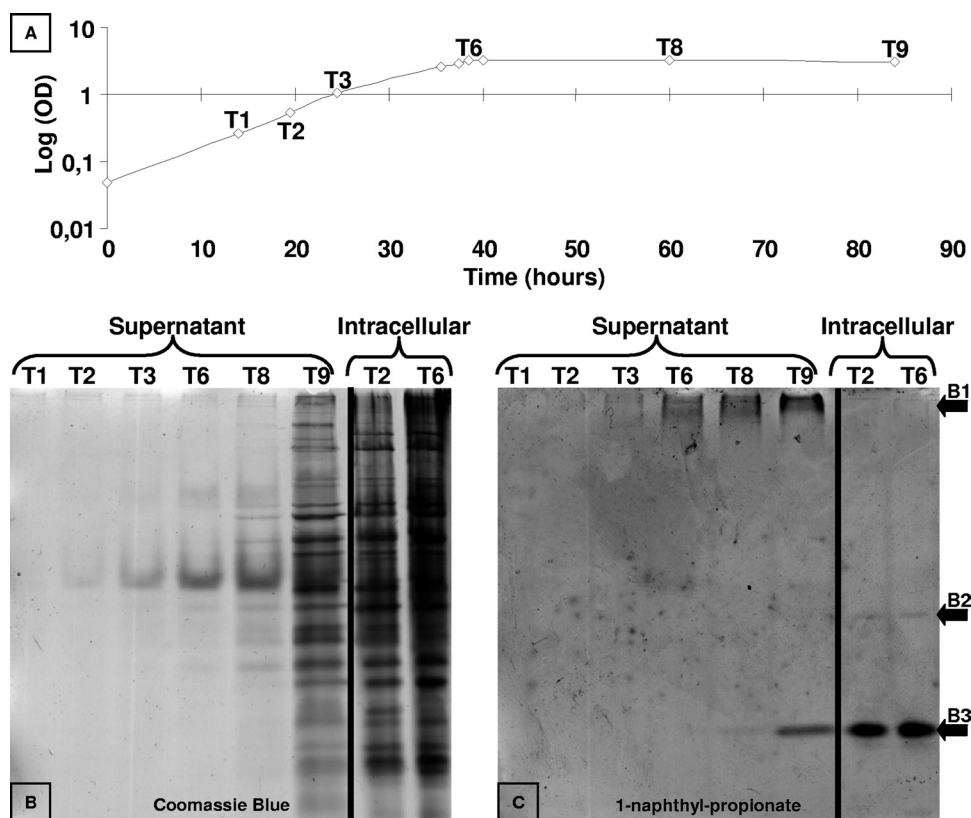 A
Log (OD)
10
1
0,1
0,01
T1
T2
T3
T6
T8
T9
0 10 20 30 40 50 60 70 80 90
Time (hours)
Supernatant Intracellular
T1 T2 T3 T6 T8 T9 T2 T6
B
Coomassie Blue
Supernatant Intracellular
T1 T2 T3 T6 T8 T9 T2 T6
B1
B2
B3
C
1-naphthyl-propionate